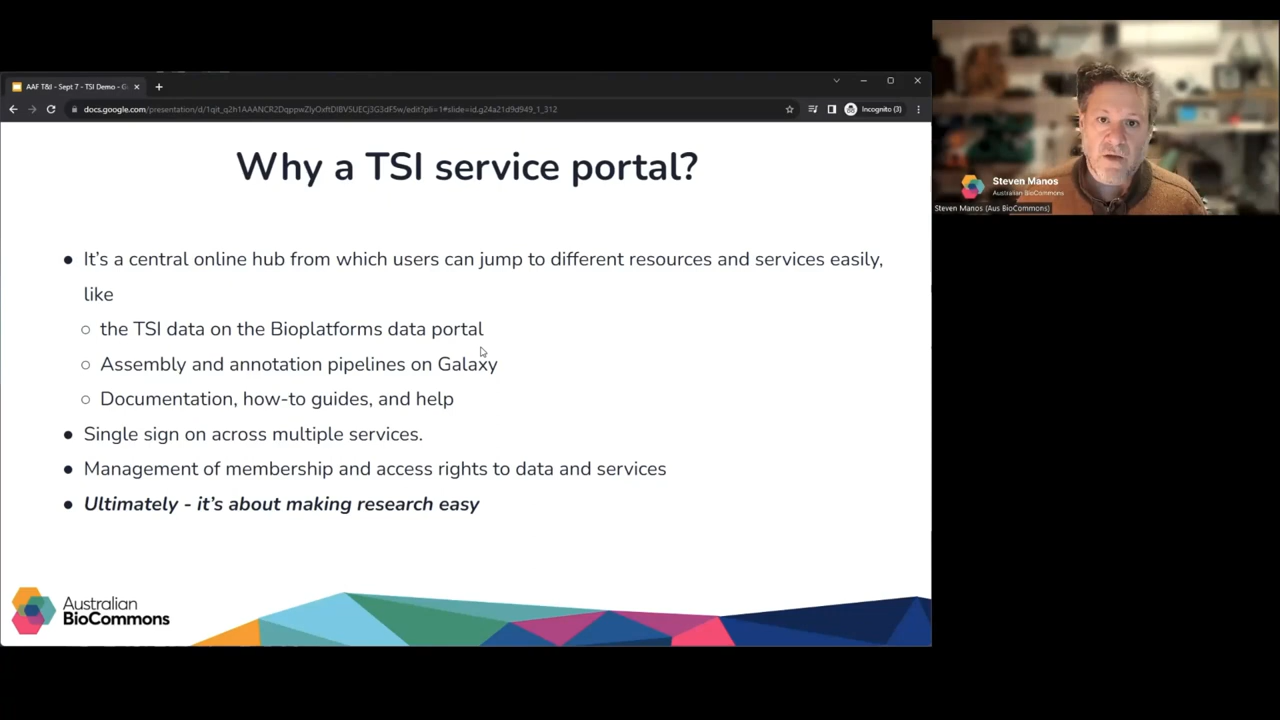 AAF T&I - Sept 7 - TSI Demo - G
Incognito (3)
Why a TSI service portal?
● It's a central online hub from which users can jump to different resources and services easily,
like
○ the TSI data on the Bioplatforms data portal
○ Assembly and annotation pipelines on Galaxy
○ Documentation, how-to guides, and help
● Single sign on across multiple services.
● Management of membership and access rights to data and services
● Ultimately - it's about making research easy
Australian
BioCommons
Steven Manos
Australian BioCommons
Steven Manos (Aus BioCommons)